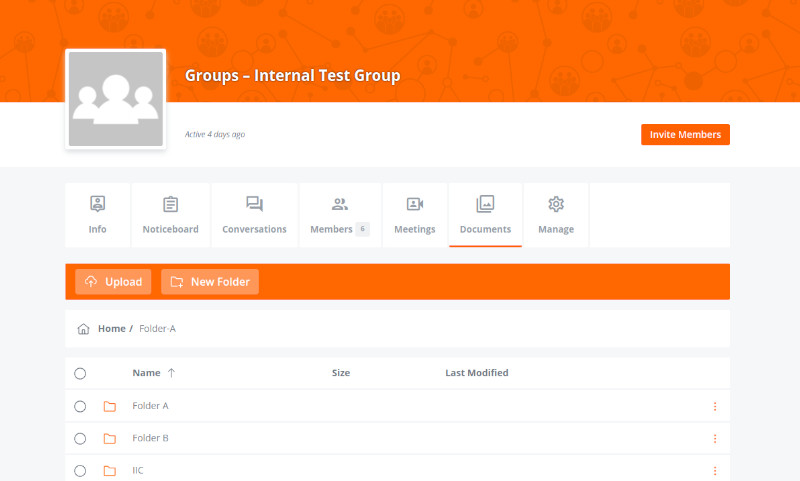 Groups – Internal Test Group
Active 4 days ago
Invite Members
Info
Noticeboard
Conversations
Members 6
Meetings
Documents
Manage
Upload
New Folder
Home / Folder-A
Name Size Last Modified
Folder A
Folder B
IIC